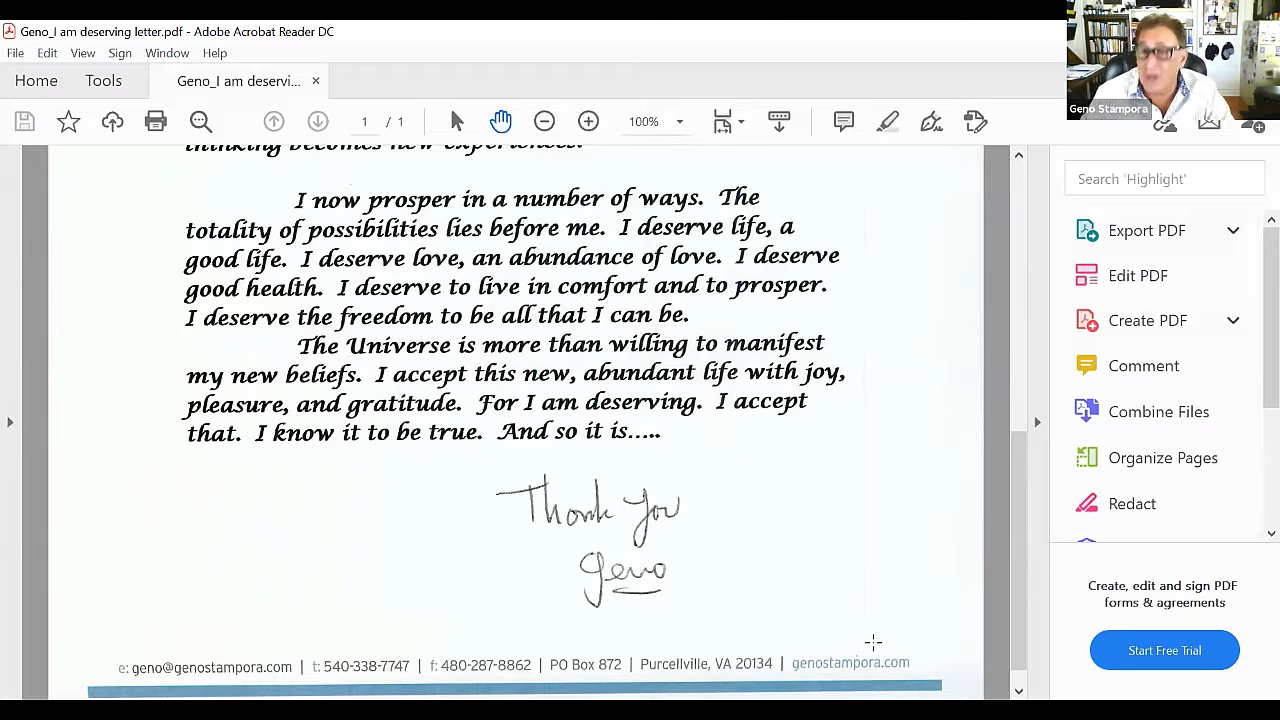 Geno_I am deserving letter.pdf - Adobe Acrobat Reader DC
File Edit View Sign Window Help
Home Tools Geno_I am deservi... ×
1 / 1 100%
Geno Stampora
thinking becomes new experiences.
I now prosper in a number of ways. The
totality of possibilities lies before me. I deserve life, a
good life. I deserve love, an abundance of love. I deserve
good health. I deserve to live in comfort and to prosper.
I deserve the freedom to be all that I can be.
The Universe is more than willing to manifest
my new beliefs. I accept this new, abundant life with joy,
pleasure, and gratitude. For I am deserving. I accept
that. I know it to be true. And so it is.....
Thank You
Geno
e: geno@genostampora.com | t: 540-338-7747 | f: 480-287-8862 | PO Box 872 | Purcellville, VA 20134 | genostampora.com
Search 'Highlight'
Export PDF
Edit PDF
Create PDF
Comment
Combine Files
Organize Pages
Redact
Create, edit and sign PDF
forms & agreements
Start Free Trial